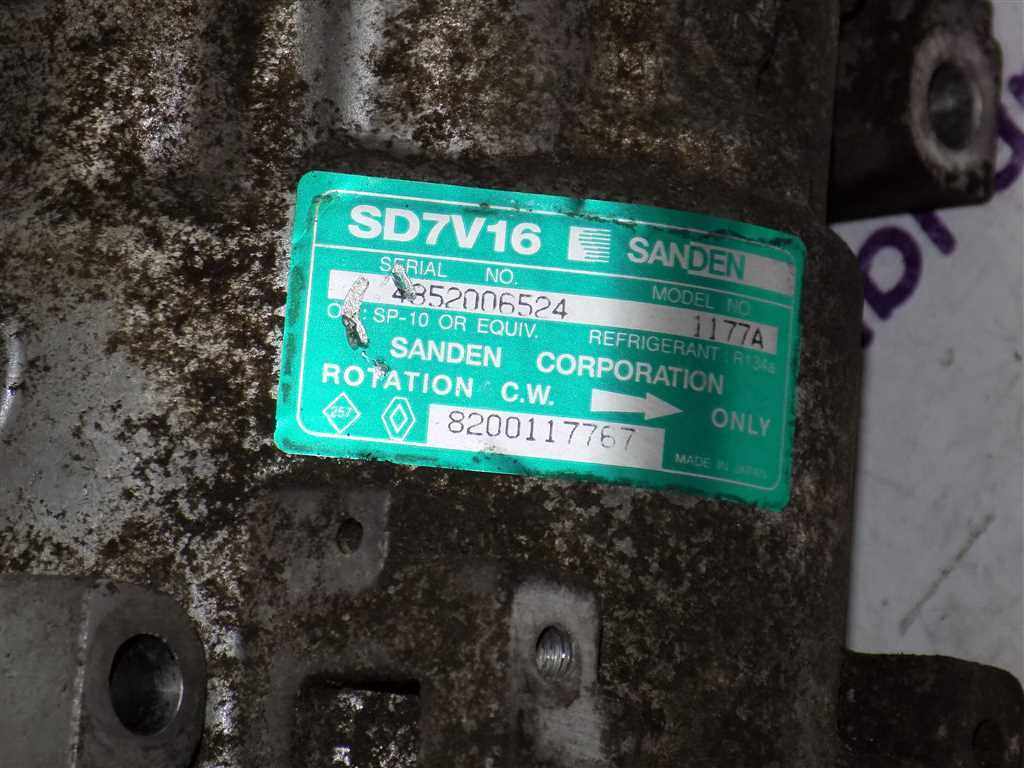 SD7V16 SANDEN
SERIAL NO. MODEL NO.
4852006524 1177A
SP-10 OR EQUIV. REFRIGERANT R134a
SANDEN CORPORATION
ROTATION C.W. ONLY
257 8200117767 MADE IN JAPAN